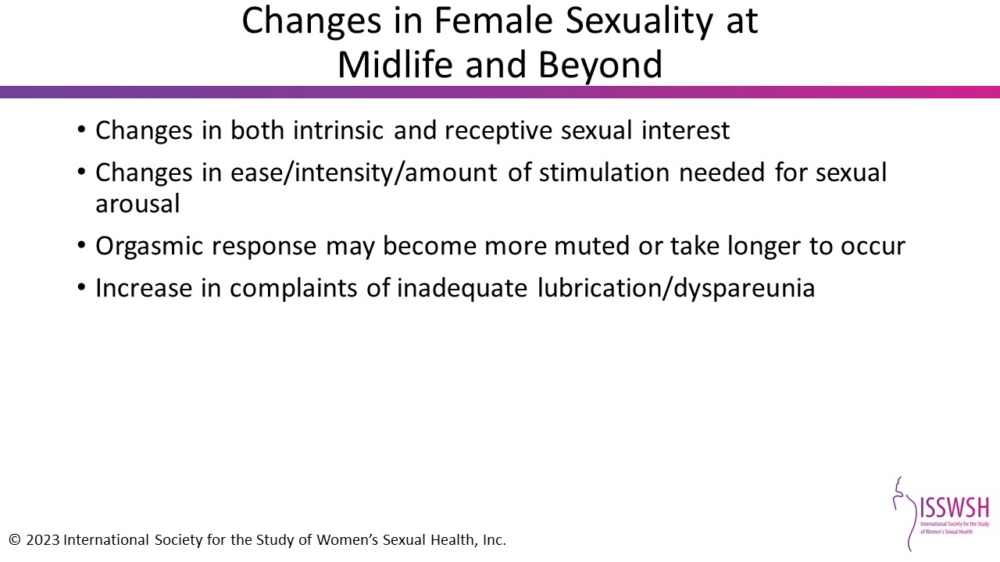 Changes in Female Sexuality at
Midlife and Beyond
• Changes in both intrinsic and receptive sexual interest
• Changes in ease/intensity/amount of stimulation needed for sexual
arousal
• Orgasmic response may become more muted or take longer to occur
• Increase in complaints of inadequate lubrication/dyspareunia
ISSWSH
International Society for the Study
of Women's Sexual Health
© 2023 International Society for the Study of Women’s Sexual Health, Inc.